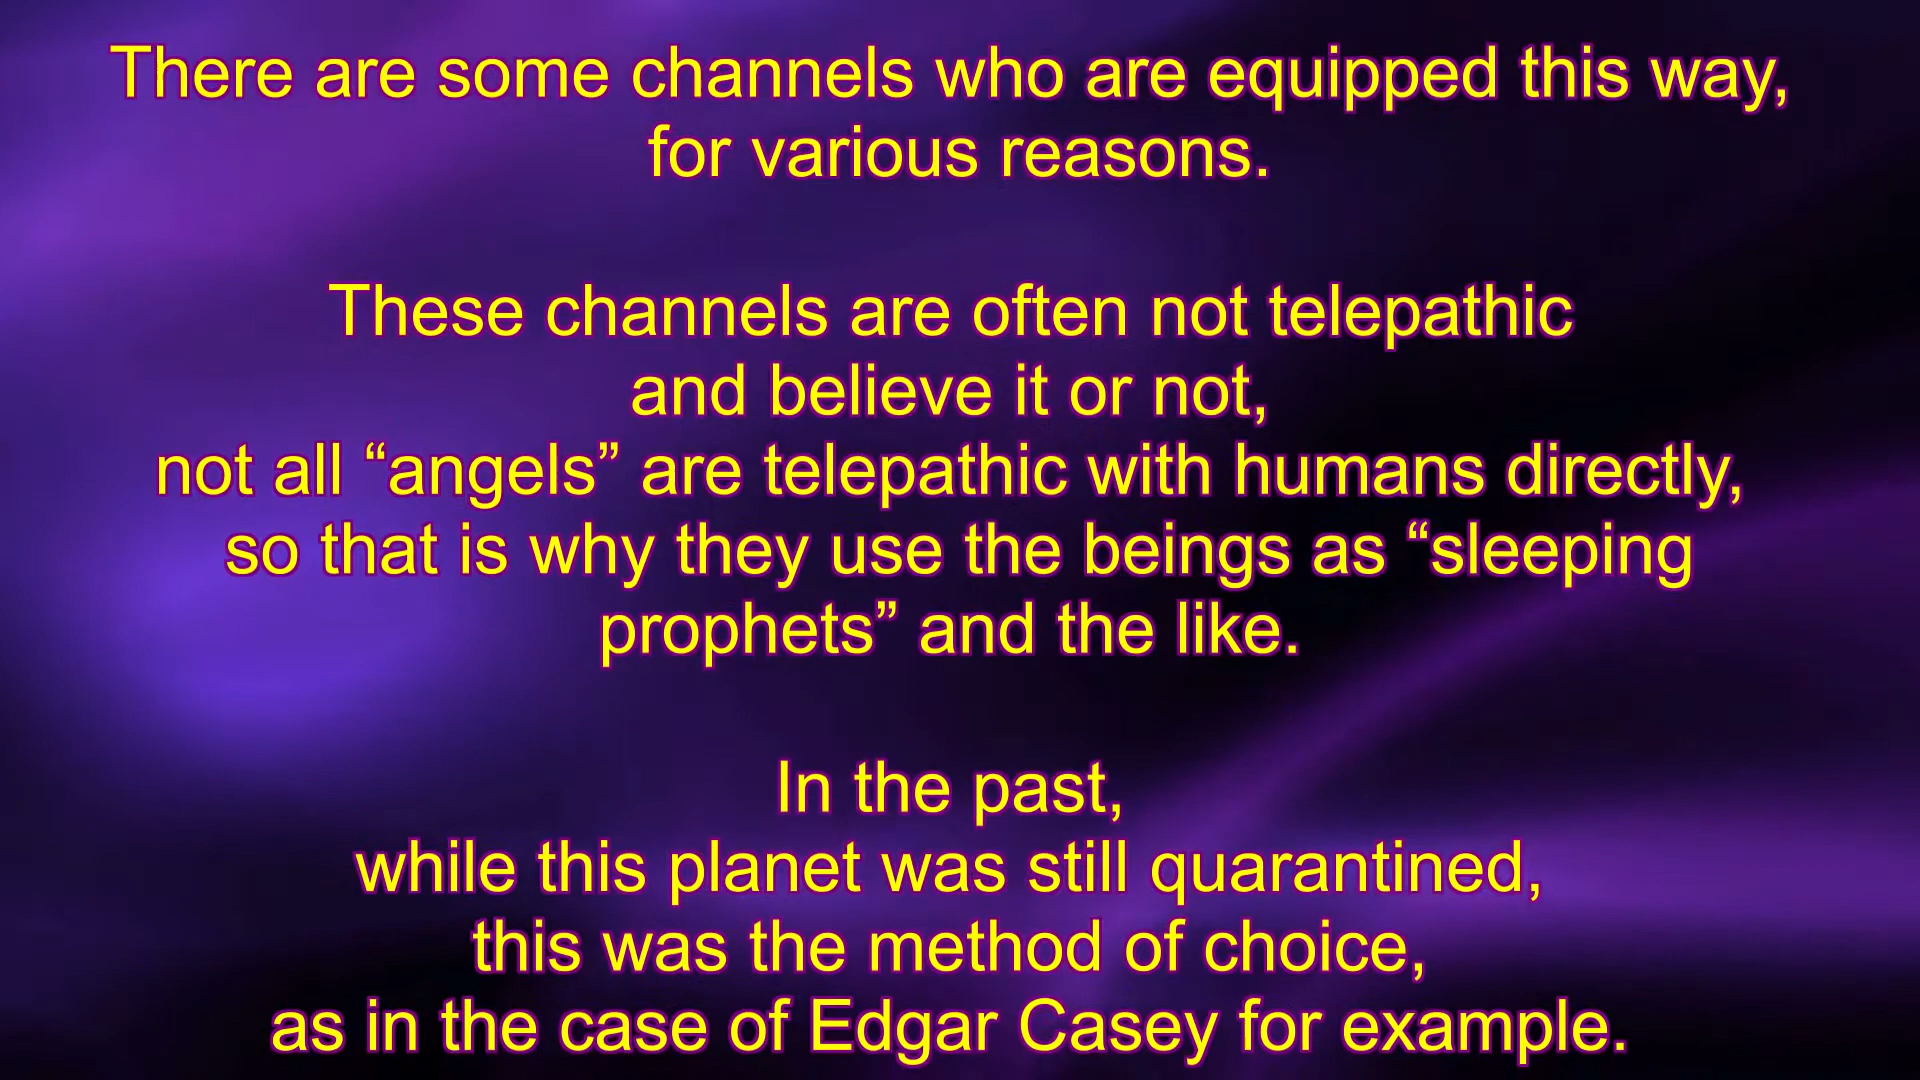 There are some channels who are equipped this way,
for various reasons.
These channels are often not telepathic
and believe it or not,
not all “angels” are telepathic with humans directly,
so that is why they use the beings as “sleeping
prophets” and the like.
In the past,
while this planet was still quarantined,
this was the method of choice,
as in the case of Edgar Casey for example.